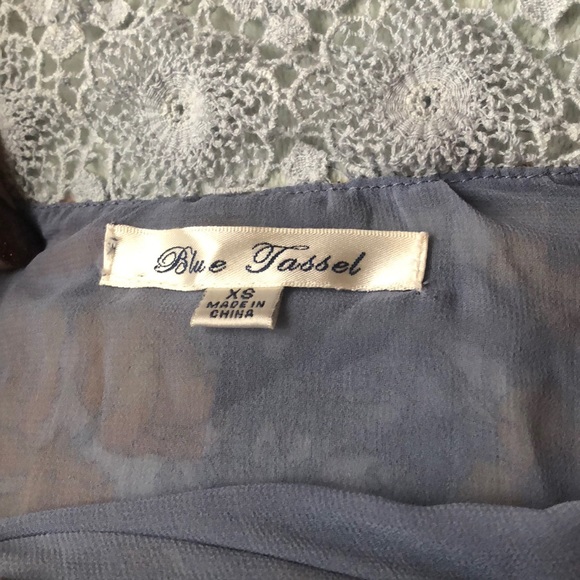 Blue Tassel
XS
MADE IN
CHINA